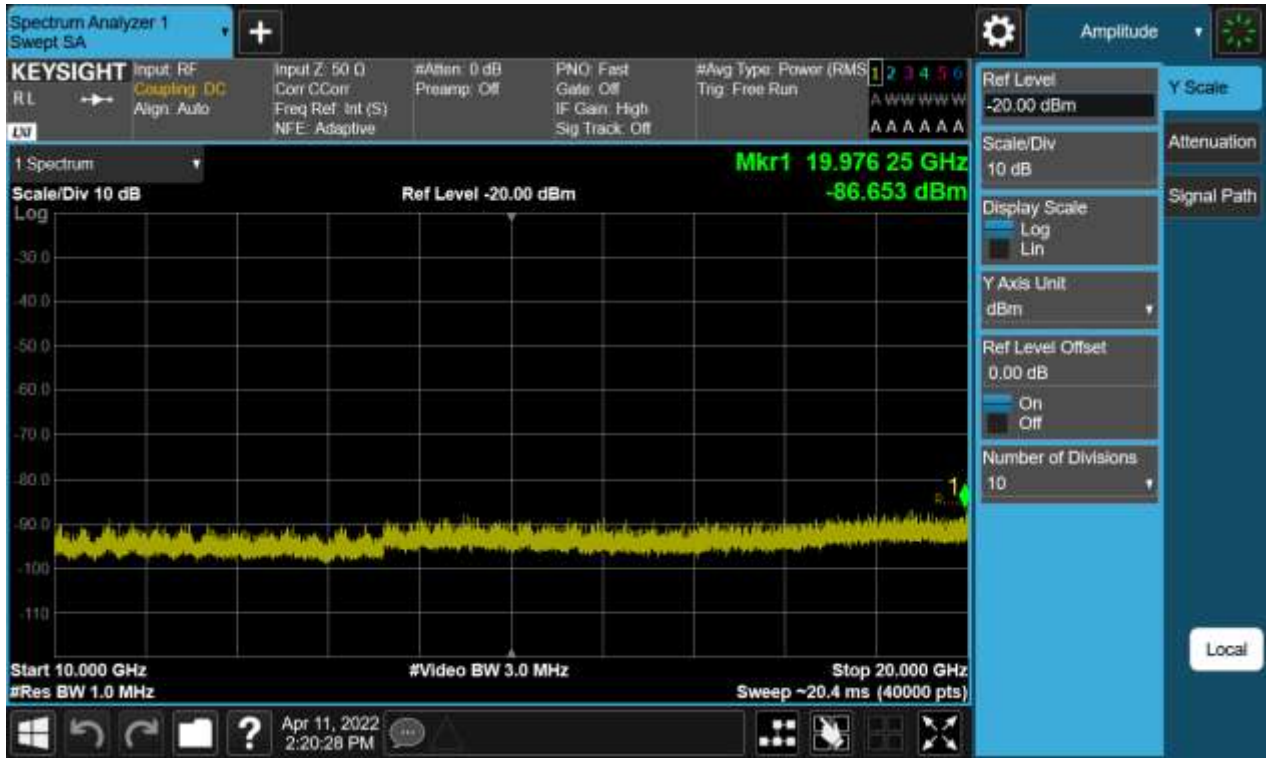 Spectrum Analyzer 1
Swept SA
+
Amplitude
KEYSIGHT
RL
LXI
Input: RF
Coupling: DC
Align: Auto
Input Z: 50 Ω
Corr CCorr
Freq Ref: Int (S)
NFE: Adaptive
#Atten: 0 dB
Preamp: Off
PNO: Fast
Gate: Off
IF Gain: High
Sig Track: Off
#Avg Type: Power (RMS
Trig: Free Run
1 2 3 4 5 6
A W W W W W
A A A A A A
1 Spectrum
Scale/Div 10 dB
Ref Level -20.00 dBm
Mkr1 19.976 25 GHz
-86.653 dBm
Log
-30.0
-40.0
-50.0
-60.0
-70.0
-80.0
-90.0
-100
-110
1
Start 10.000 GHz
#Res BW 1.0 MHz
#Video BW 3.0 MHz
Stop 20.000 GHz
Sweep ~20.4 ms (40000 pts)
Ref Level
-20.00 dBm
Scale/Div
10 dB
Display Scale
Log
Lin
Y Axis Unit
dBm
Ref Level Offset
0.00 dB
On
Off
Number of Divisions
10
Y Scale
Attenuation
Signal Path
Local
?
Apr 11, 2022
2:20:28 PM